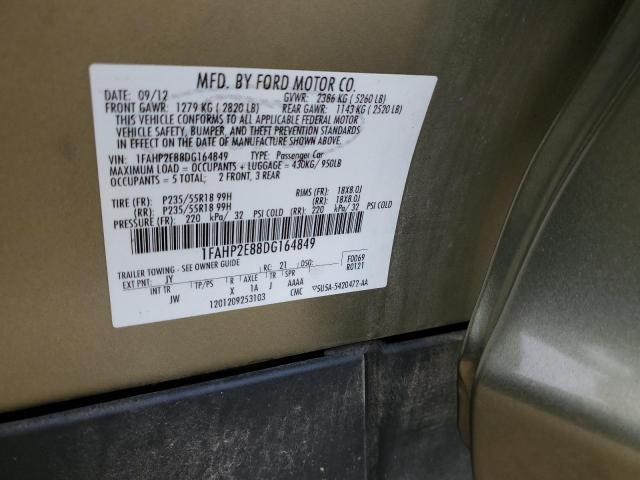 MFD. BY FORD MOTOR CO.
DATE: 09/12 GVWR: 2386 KG ( 5260 LB)
FRONT GAWR: 1279 KG ( 2820 LB) REAR GAWR: 1143 KG ( 2520 LB)
THIS VEHICLE CONFORMS TO ALL APPLICABLE FEDERAL MOTOR
VEHICLE SAFETY, BUMPER, AND THEFT PREVENTION STANDARDS
IN EFFECT ON THE DATE OF MANUFACTURE SHOWN ABOVE.
VIN: 1FAHP2E88DG164849 TYPE: Passenger Car
MAXIMUM LOAD = OCCUPANTS + LUGGAGE = 430KG/ 950LB
OCCUPANTS = 5 TOTAL; 2 FRONT, 3 REAR
TIRE (FR): P235/55R18 99H RIMS (FR): 18X8.0J
(RR): P235/55R18 99H (RR): 18X8.0J
PRESSURE (FR): 220 kPa/ 32 PSI COLD (RR): 220 kPa/ 32 PSI COLD
1FAHP2E88DG164849
TRAILER TOWING - SEE OWNER GUIDE RC: 21 DSO: F0069
EXT PNT: JY R0121
INT TR TP/PS R AXLE TR SPR
JW X 1A J AAAA
CMC
1201209253103 ▽5U5A-5420472-AA